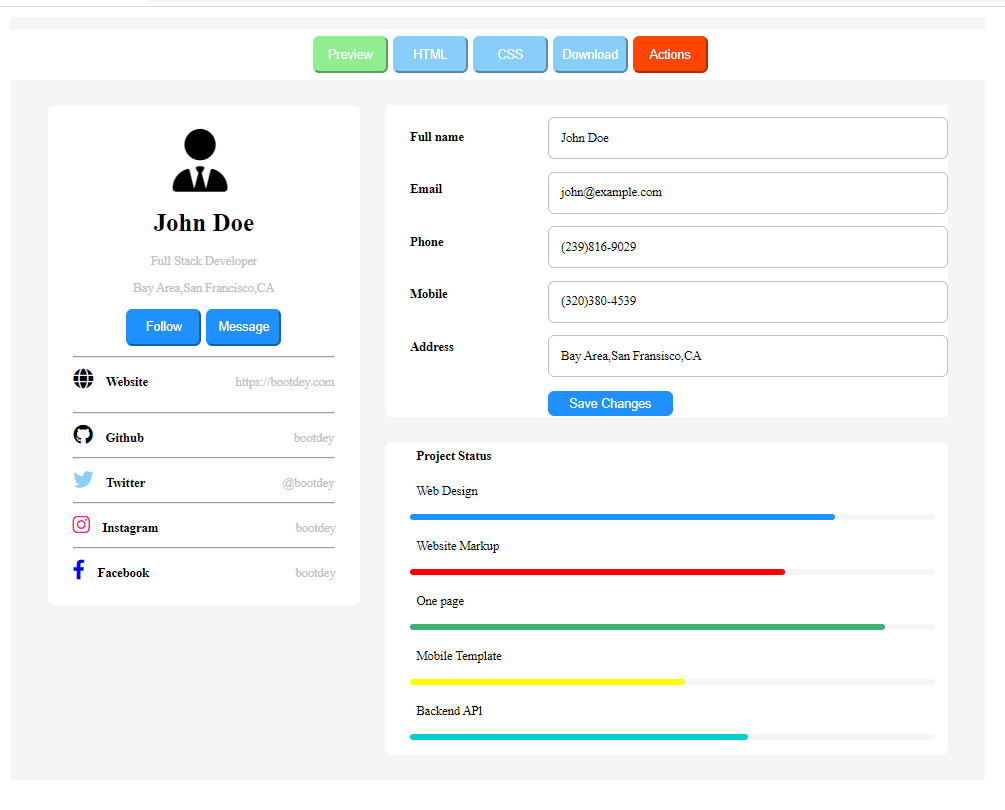 Preview HTML CSS Download Actions
John Doe
Full Stack Developer
Bay Area,San Francisco,CA
Follow Message
Website https://bootdey.com
Github bootdey
Twitter @bootdey
Instagram bootdey
Facebook bootdey
Full name John Doe
Email john@example.com
Phone (239)816-9029
Mobile (320)380-4539
Address Bay Area,San Fransisco,CA
Save Changes
Project Status
Web Design
Website Markup
One page
Mobile Template
Backend AP1